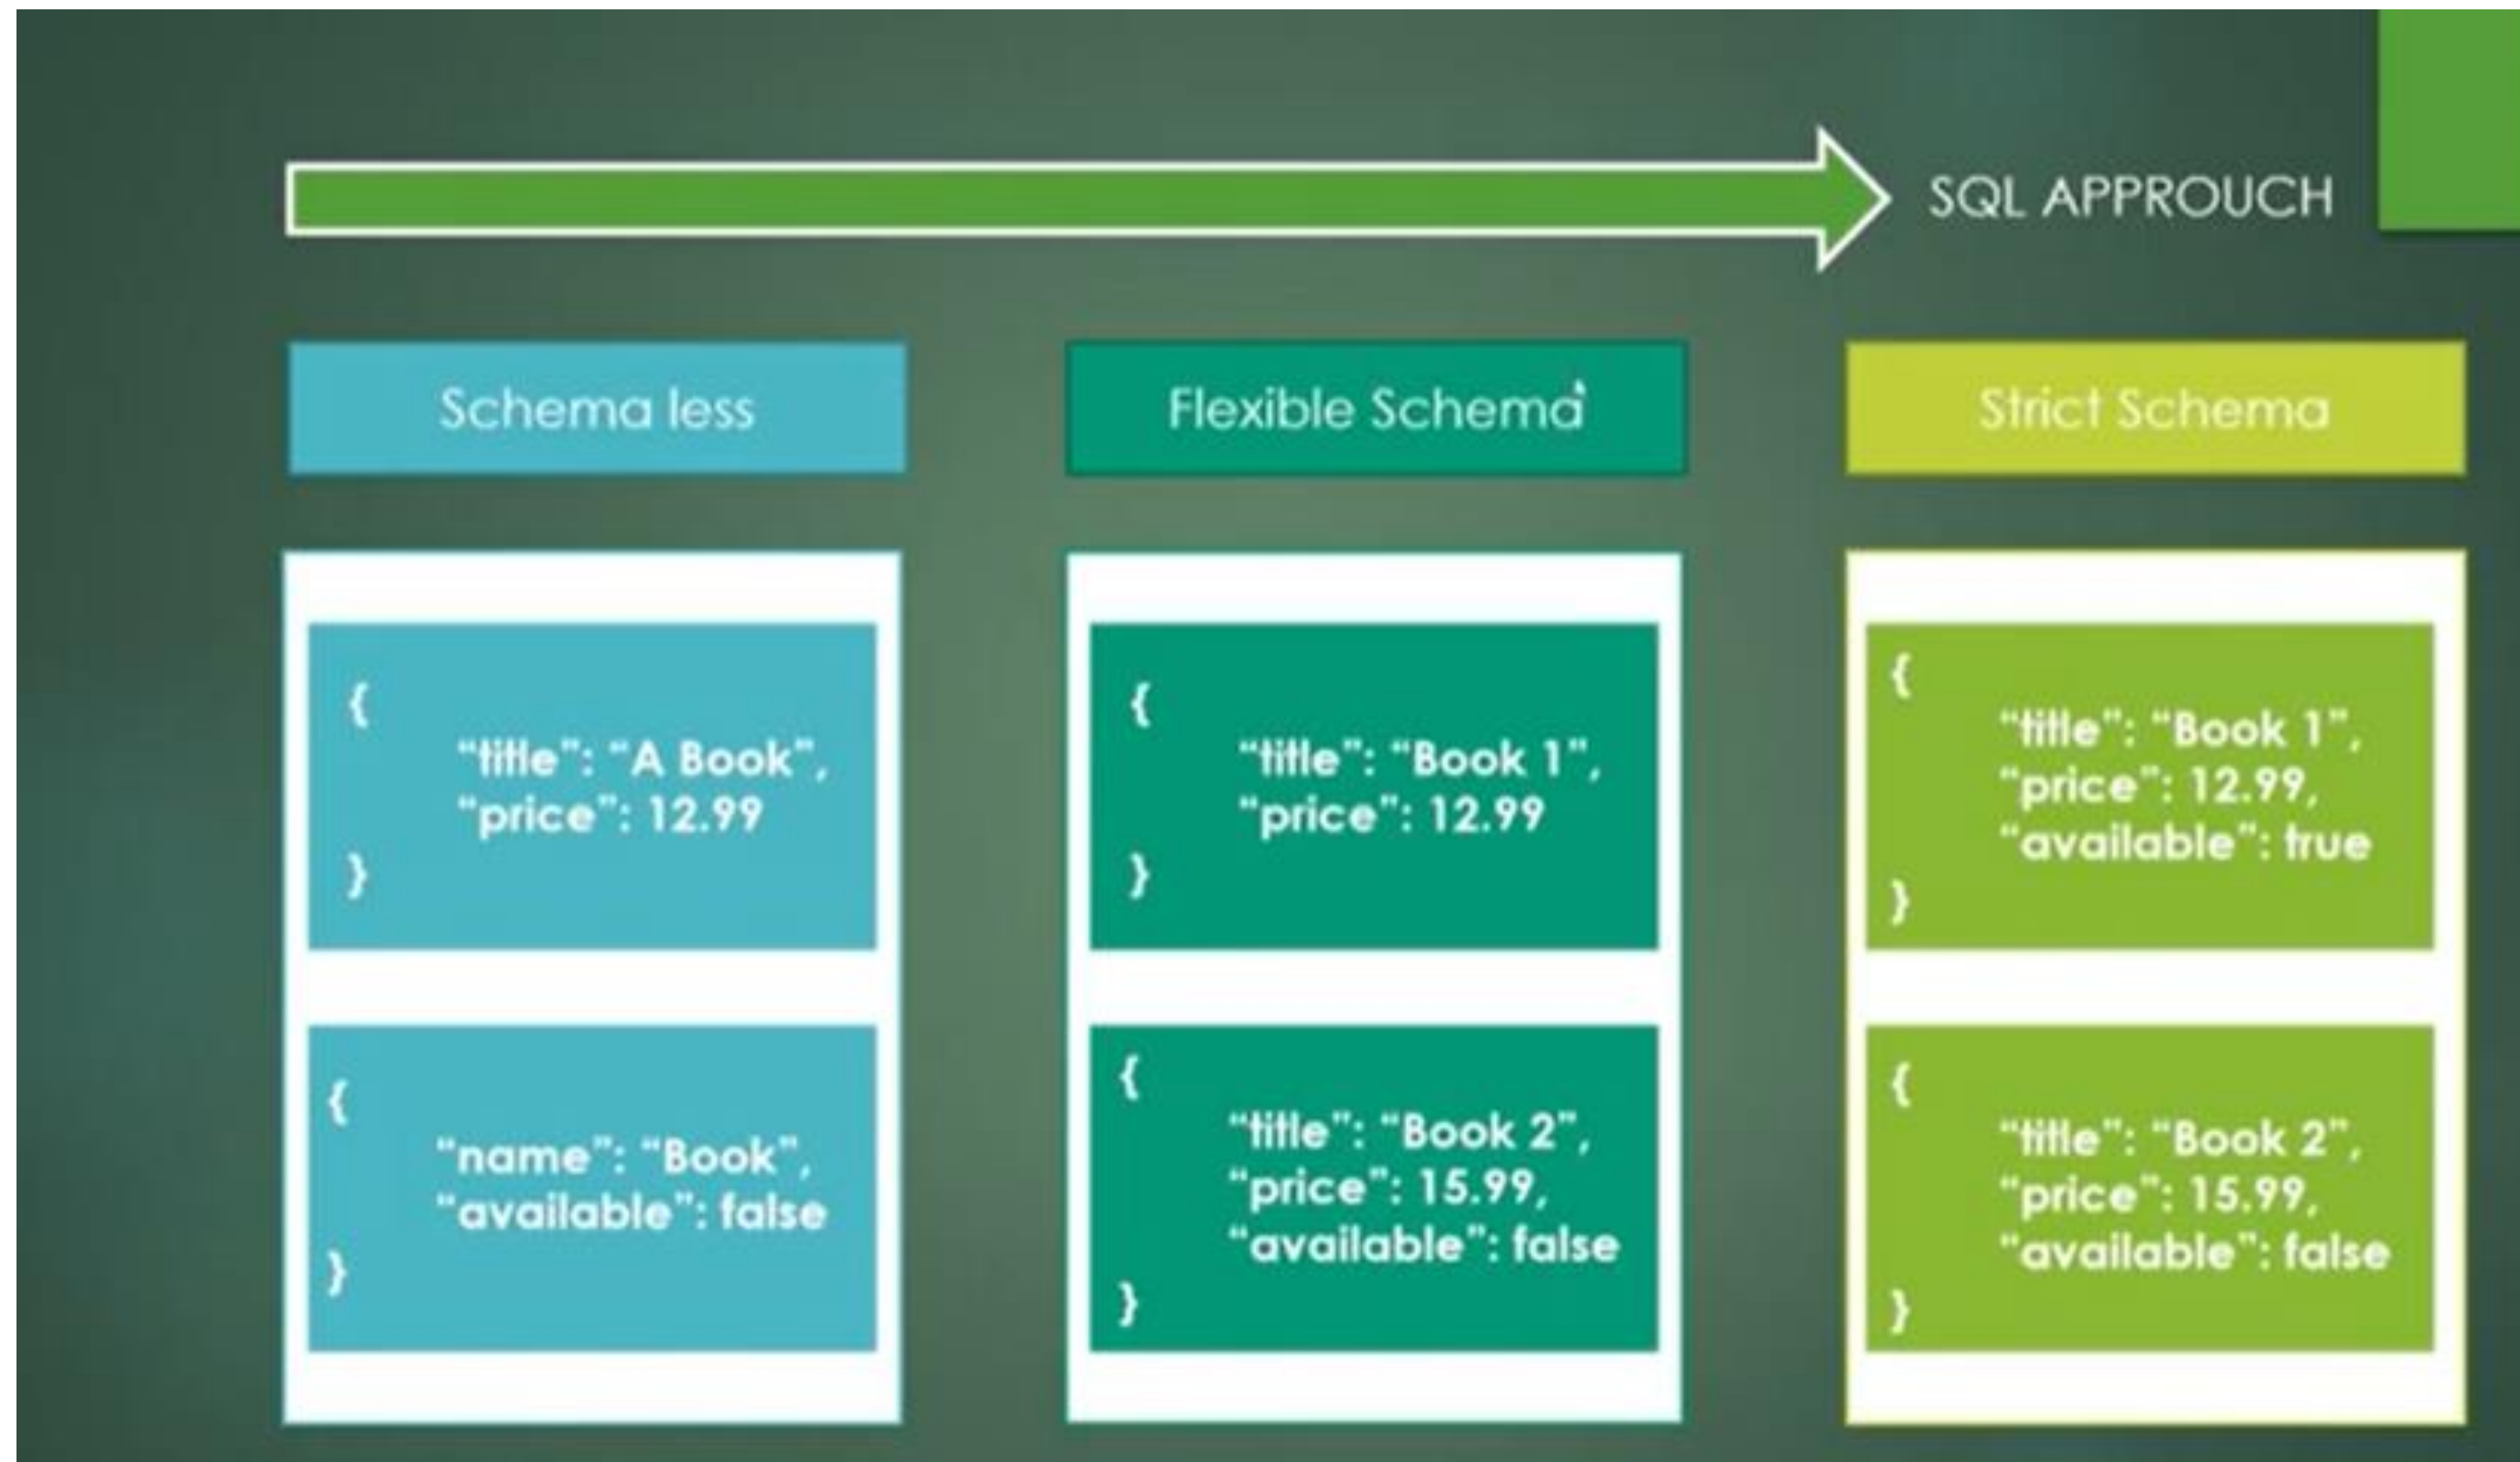 SQL APPROUCH
Schema less
Flexible Schema
Strict Schema
{
“title”: “A Book”,
“price”: 12.99
}
{
“name”: “Book”,
“available”: false
}
{
“title”: “Book 1”,
“price”: 12.99
}
{
“title”: “Book 2”,
“price”: 15.99,
“available”: false
}
{
“title”: “Book 1”,
“price”: 12.99,
“available”: true
}
{
“title”: “Book 2”,
“price”: 15.99,
“available”: false
}